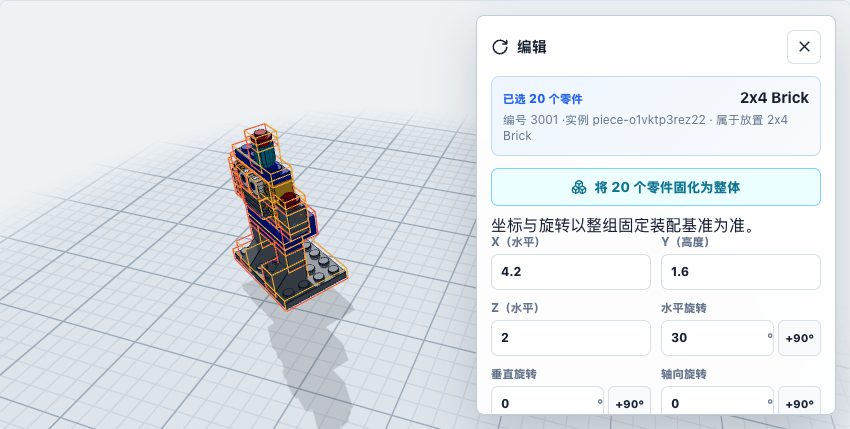 编辑
已选 20 个零件
2x4 Brick
编号 3001 ·实例 piece-o1vktp3rez22 · 属于放置 2x4
Brick
将 20 个零件固化为整体
坐标与旋转以整组固定装配基准为准。
X（水平）
Y（高度）
4.2
1.6
Z（水平）
水平旋转
2
30 °
+90°
垂直旋转
轴向旋转
0 °
+90°
0 °
+90°